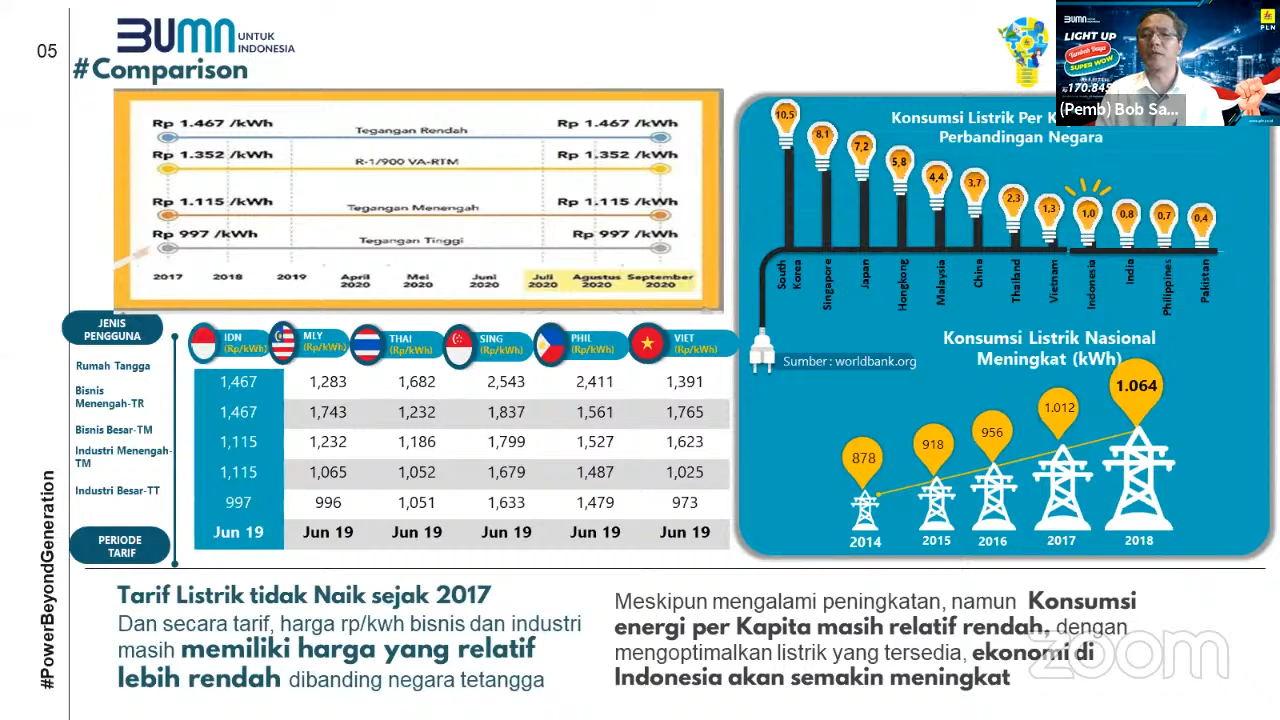 05
BUMN UNTUK
INDONESIA
#Comparison
Rp 1.467 /kWh Rp 1.467 /kWh
Tegangan Rendah
Rp 1.352 /kWh Rp 1.352 /kWh
R-1/900 VA-RTM
Rp 1.115 /kWh Rp 1.115 /kWh
Tegangan Menengah
Rp 997 /kWh Rp 997 /kWh
Tegangan Tinggi
2017 2018 2019 April 2020 Mei 2020 Juni 2020 Juli 2020 Agustus 2020 September 2020
JENIS
PENGGUNA
IDN (Rp/kWh) MLY (Rp/kWh) THAI (Rp/kWh) SING (Rp/kWh) PHIL (Rp/kWh) VIET (Rp/kWh)
Rumah Tangga 1,467 1,283 1,682 2,543 2,411 1,391
Bisnis
Menengah-TR 1,467 1,743 1,232 1,837 1,561 1,765
Bisnis Besar-TM 1,115 1,232 1,186 1,799 1,527 1,623
Industri Menengah-
TM 1,115 1,065 1,052 1,679 1,487 1,025
Industri Besar-TT 997 996 1,051 1,633 1,479 973
PERIODE
TARIF
Jun 19 Jun 19 Jun 19 Jun 19 Jun 19 Jun 19
Konsumsi Listrik Per
Perbandingan Negara
10,5 8,1 7,2 5,8 4,4 3,7 2.3 1,3 1,0 0,8 0,7 0,4
South Korea Singapore Japan Hongkong Malaysia China Thailand Vietnam Indonesia India Philippines Pakistan
Sumber : worldbank.org
Konsumsi Listrik Nasional
Meningkat (kWh)
878 918 956 1.012 1.064
2014 2015 2016 2017 2018
BUMN
PLN
LIGHT UP
Tambah Daya
SUPER WOW
170.845
(Pemb) Bob Sa...
#PowerBeyondGeneration
Tarif Listrik tidak Naik sejak 2017
Dan secara tarif, harga rp/kwh bisnis dan industri
masih memiliki harga yang relatif
lebih rendah dibanding negara tetangga
Meskipun mengalami peningkatan, namun Konsumsi
energi per Kapita masih relatif rendah, dengan
mengoptimalkan listrik yang tersedia, ekonomi di
Indonesia akan semakin meningkat
zoom